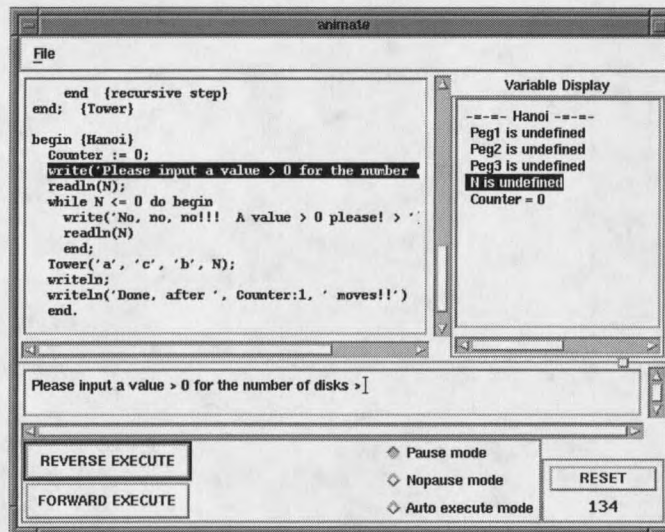 animate
File
end {recursive step}
end; {Tower}
begin {Hanoi}
Counter := 0;
write('Please input a value > 0 for the number
readln(N);
while N <= 0 do begin
write('No, no, no!!! A value > 0 please! > '
readln(N)
end;
Tower('a', 'c', 'b', N);
writeln;
writeln('Done, after ', Counter:1, ' moves!!')
end.
Variable Display
-=-=- Hanoi -=-=-
Peg1 is undefined
Peg2 is undefined
Peg3 is undefined
N is undefined
Counter = 0
Please input a value > 0 for the number of disks >
REVERSE EXECUTE
FORWARD EXECUTE
Pause mode
Nopause mode
Auto execute mode
RESET
134